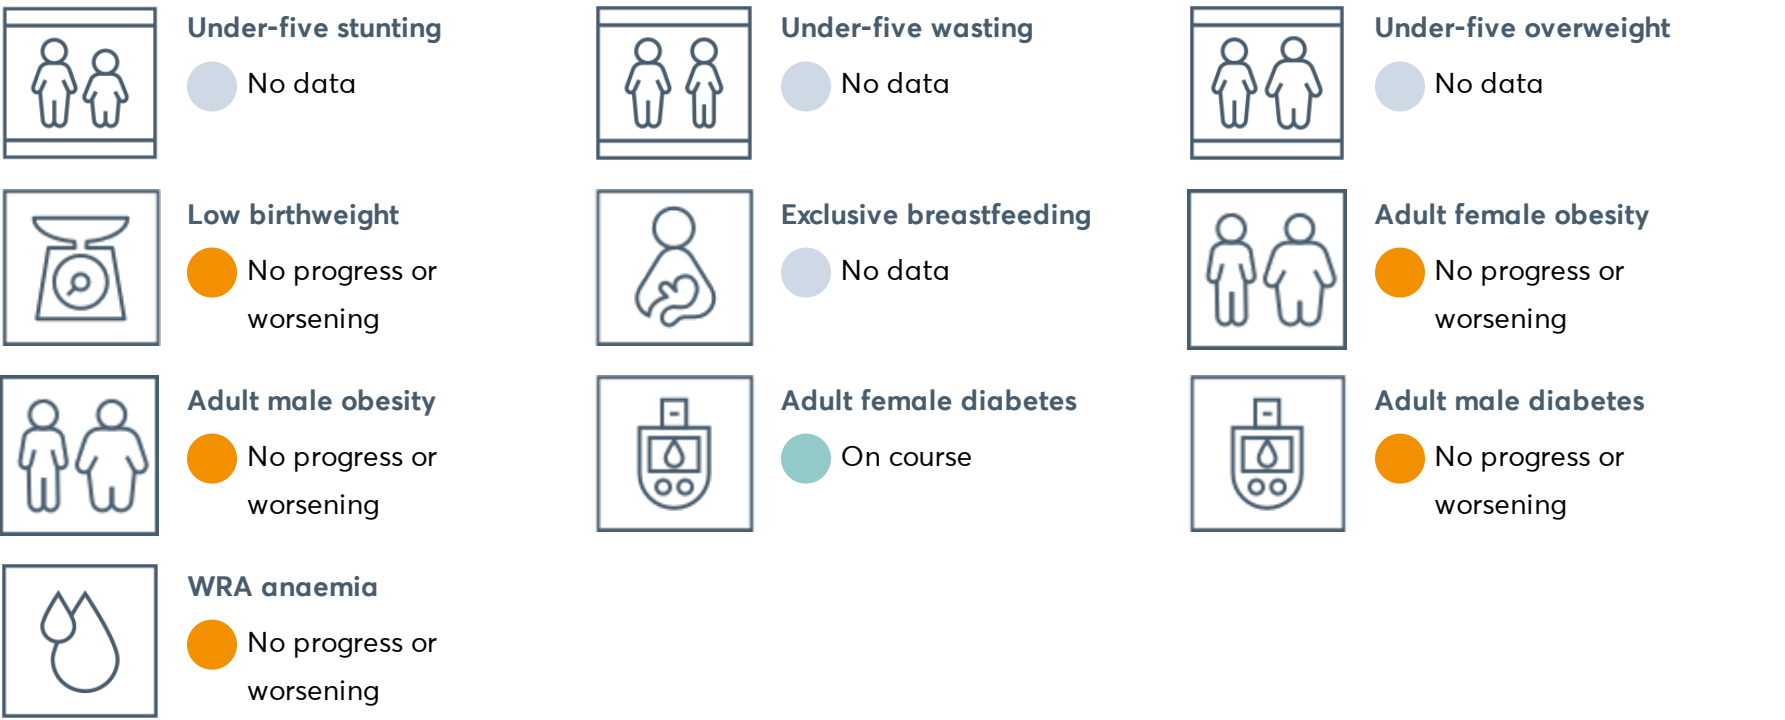 Under-five stunting
No data
Under-five wasting
No data
Under-five overweight
No data
Low birthweight
No progress or
worsening
Exclusive breastfeeding
No data
Adult female obesity
No progress or
worsening
Adult male obesity
No progress or
worsening
Adult female diabetes
On course
Adult male diabetes
No progress or
worsening
WRA anaemia
No progress or
worsening